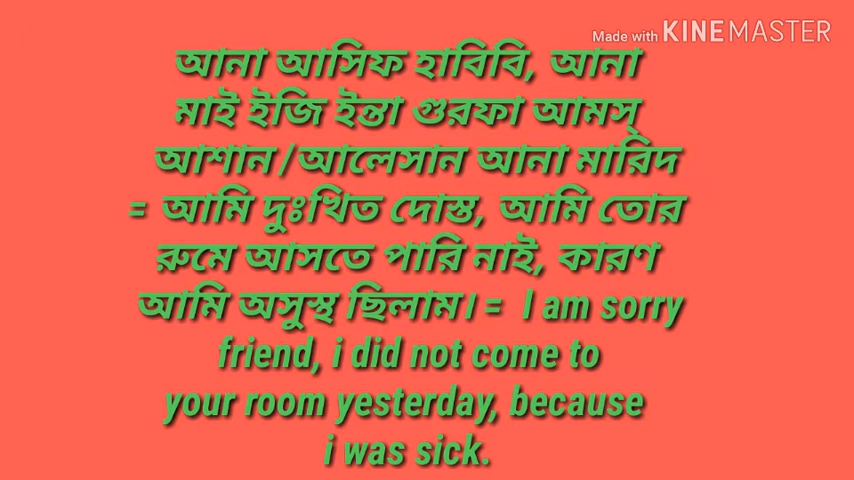 Made with KINEMASTER
আনা আসিফ হাবিবি, আনা
মাই ইজি ইন্তা গুরফা আমস্
আশান/আলেসান আনা মারিদ
= আমি দুঃখিত দোস্ত, আমি তোর
রুমে আসতে পারি নাই, কারণ
আমি অসুস্থ ছিলাম। = I am sorry
friend, i did not come to
your room yesterday, because
i was sick.